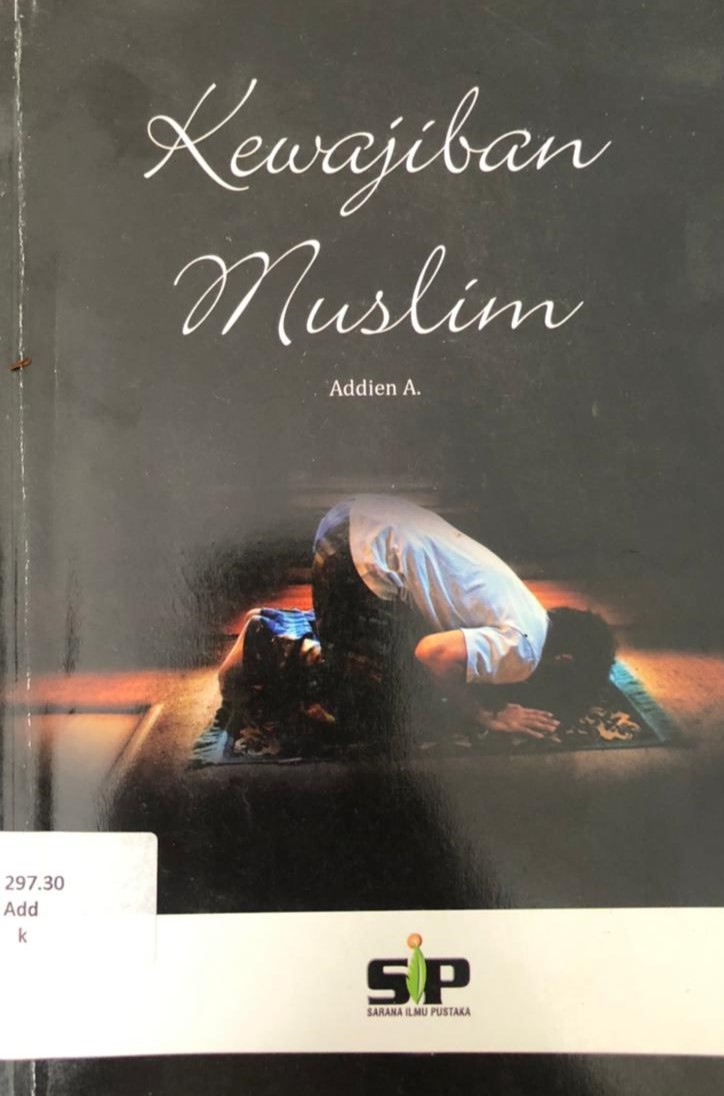 Kewajiban
Muslim
Addien A.
297.30
Add
k
SIP
SARANA ILMU PUSTAKA